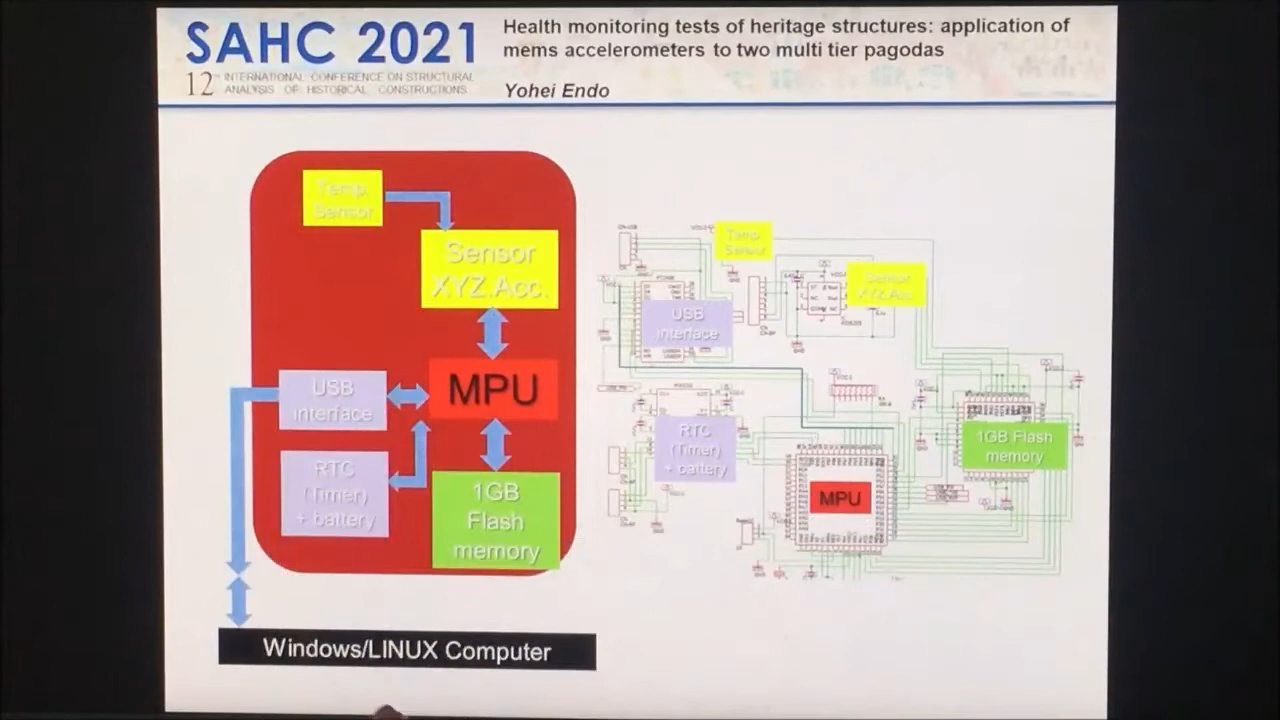 SAHC 2021
12th INTERNATIONAL CONFERENCE ON STRUCTURAL
ANALYSIS OF HISTORICAL CONSTRUCTIONS
Health monitoring tests of heritage structures: application of
mems accelerometers to two multi tier pagodas
Yohei Endo
Temp.
Sensor
Sensor
XYZ.Acc.
MPU
USB
interface
RTC
(Timer)
+ battery
1GB
Flash
memory
Windows/LINUX Computer
Temp.
Sensor
Sensor
XYZ.Acc.
USB
interface
RTC
(Timer)
+ battery
MPU
1GB Flash
memory